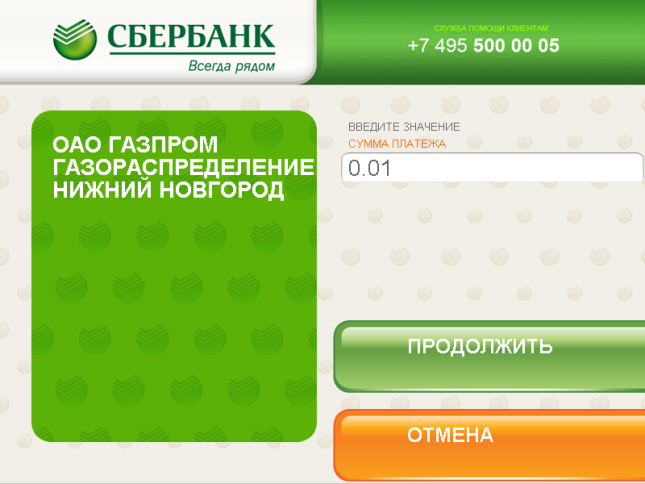 СБЕРБАНК
Всегда рядом
СЛУЖБА ПОМОЩИ КЛИЕНТАМ
+7 495 500 00 05
ОАО ГАЗПРОМ
ГАЗОРАСПРЕДЕЛЕНИЕ
НИЖНИЙ НОВГОРОД
ВВЕДИТЕ ЗНАЧЕНИЕ
СУММА ПЛАТЕЖА
0.01
ПРОДОЛЖИТЬ
ОТМЕНА